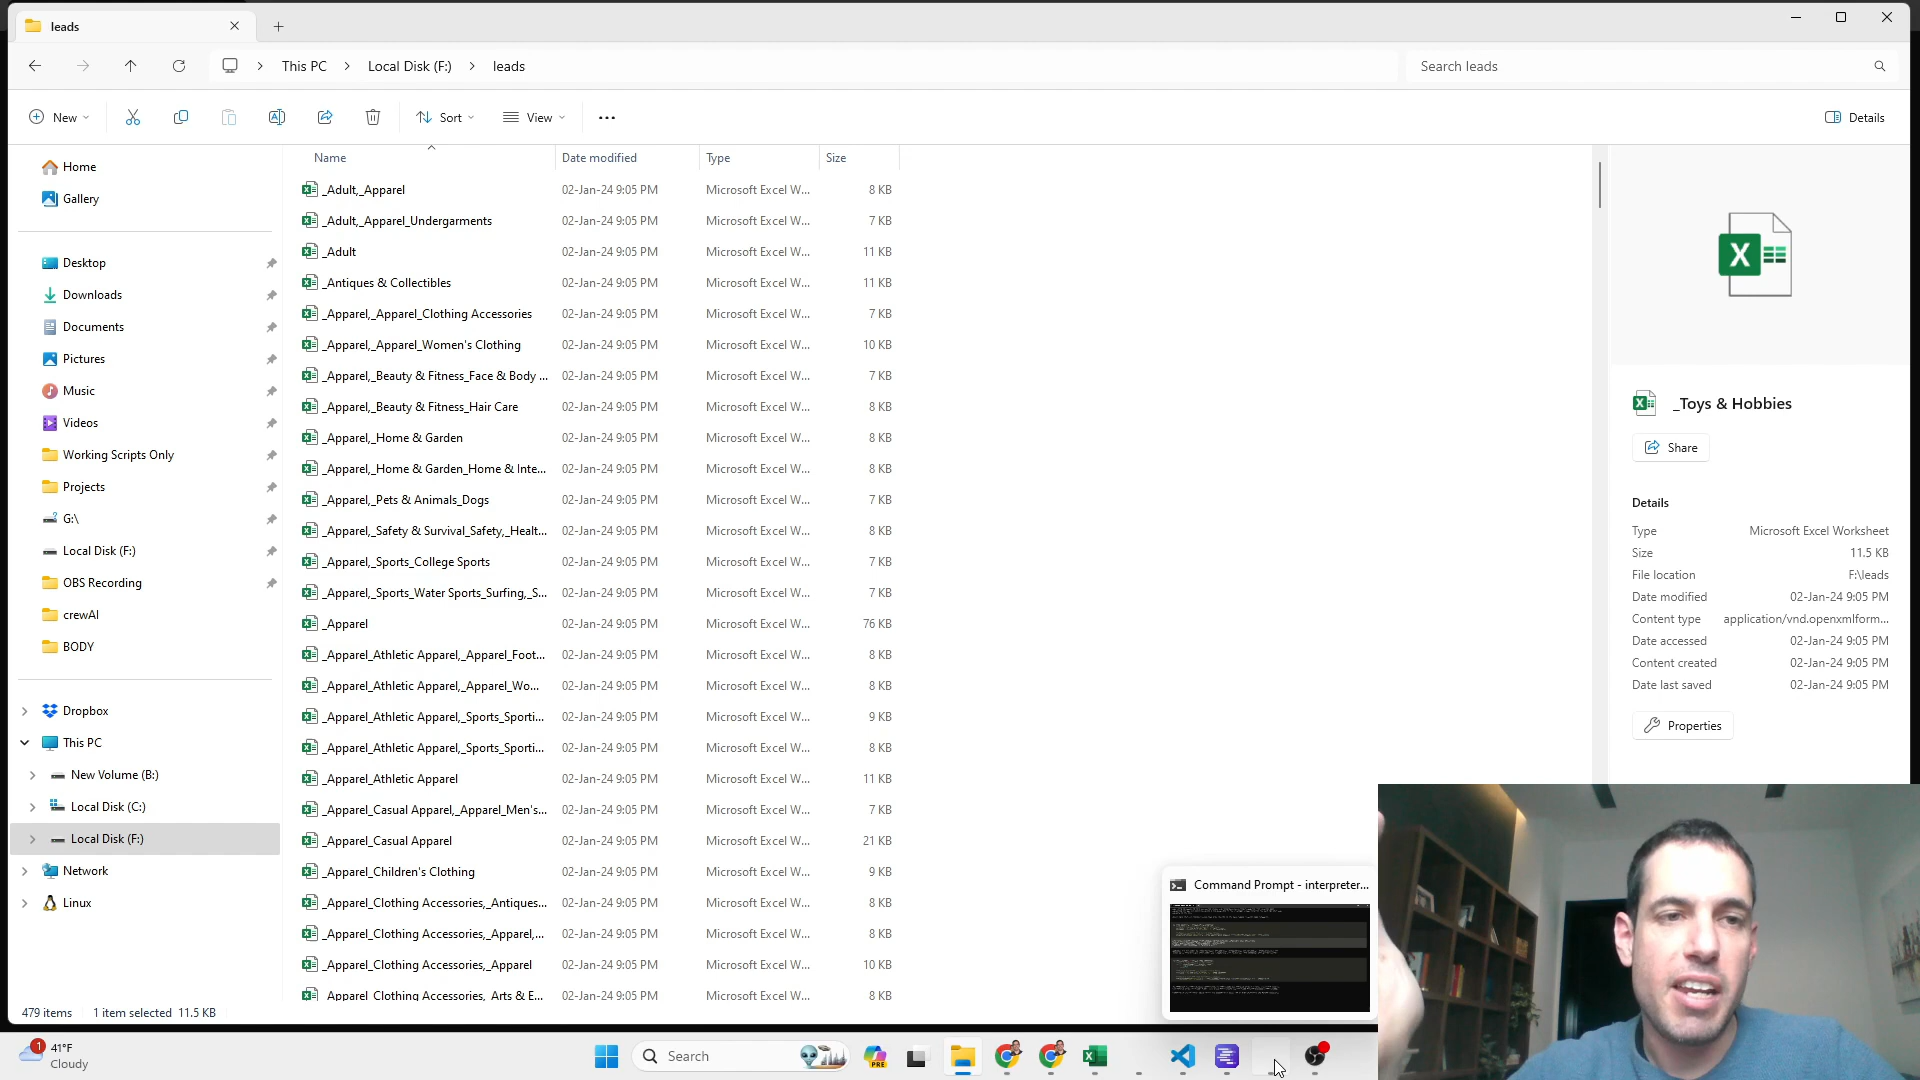 leads
This PC
Local Disk (F:)
leads
Search leads
New
Sort
View
Details
Name
Date modified
Type
Size
Home
Gallery
Desktop
Downloads
Documents
Pictures
Music
Videos
Working Scripts Only
Projects
G:\
Local Disk (F:)
OBS Recording
crewAI
BODY
Dropbox
This PC
New Volume (B:)
Local Disk (C:)
Local Disk (F:)
Network
Linux
_Adult,_Apparel 02-Jan-24 9:05 PM Microsoft Excel W... 8 KB
_Adult,_Apparel_Undergarments 02-Jan-24 9:05 PM Microsoft Excel W... 7 KB
_Adult 02-Jan-24 9:05 PM Microsoft Excel W... 11 KB
_Antiques & Collectibles 02-Jan-24 9:05 PM Microsoft Excel W... 11 KB
_Apparel,_Apparel_Clothing Accessories 02-Jan-24 9:05 PM Microsoft Excel W... 7 KB
_Apparel,_Apparel_Women's Clothing 02-Jan-24 9:05 PM Microsoft Excel W... 10 KB
_Apparel,_Beauty & Fitness_Face & Body ... 02-Jan-24 9:05 PM Microsoft Excel W... 7 KB
_Apparel,_Beauty & Fitness_Hair Care 02-Jan-24 9:05 PM Microsoft Excel W... 8 KB
_Apparel,_Home & Garden 02-Jan-24 9:05 PM Microsoft Excel W... 8 KB
_Apparel,_Home & Garden_Home & Inte... 02-Jan-24 9:05 PM Microsoft Excel W... 8 KB
_Apparel,_Pets & Animals_Dogs 02-Jan-24 9:05 PM Microsoft Excel W... 7 KB
_Apparel,_Safety & Survival_Safety,_Healt... 02-Jan-24 9:05 PM Microsoft Excel W... 8 KB
_Apparel,_Sports_College Sports 02-Jan-24 9:05 PM Microsoft Excel W... 7 KB
_Apparel,_Sports_Water Sports_Surfing,_S... 02-Jan-24 9:05 PM Microsoft Excel W... 7 KB
_Apparel 02-Jan-24 9:05 PM Microsoft Excel W... 76 KB
_Apparel_Athletic Apparel,_Apparel_Foot... 02-Jan-24 9:05 PM Microsoft Excel W... 8 KB
_Apparel_Athletic Apparel,_Apparel_Wo... 02-Jan-24 9:05 PM Microsoft Excel W... 8 KB
_Apparel_Athletic Apparel,_Sports_Sporti... 02-Jan-24 9:05 PM Microsoft Excel W... 9 KB
_Apparel_Athletic Apparel,_Sports_Sporti... 02-Jan-24 9:05 PM Microsoft Excel W... 8 KB
_Apparel_Athletic Apparel 02-Jan-24 9:05 PM Microsoft Excel W... 11 KB
_Apparel_Casual Apparel,_Apparel_Men's... 02-Jan-24 9:05 PM Microsoft Excel W... 7 KB
_Apparel_Casual Apparel 02-Jan-24 9:05 PM Microsoft Excel W... 21 KB
_Apparel_Children's Clothing 02-Jan-24 9:05 PM Microsoft Excel W... 9 KB
_Apparel_Clothing Accessories,_Antiques... 02-Jan-24 9:05 PM Microsoft Excel W... 8 KB
_Apparel_Clothing Accessories,_Apparel,... 02-Jan-24 9:05 PM Microsoft Excel W... 8 KB
_Apparel_Clothing Accessories,_Apparel 02-Jan-24 9:05 PM Microsoft Excel W... 10 KB
_Apparel_Clothing Accessories,_Arts & E... 02-Jan-24 9:05 PM Microsoft Excel W... 8 KB
X
_Toys & Hobbies
Share
Details
Type Microsoft Excel Worksheet
Size 11.5 KB
File location F:\leads
Date modified 02-Jan-24 9:05 PM
Content type application/vnd.openxmlform...
Date accessed 02-Jan-24 9:05 PM
Content created 02-Jan-24 9:05 PM
Date last saved 02-Jan-24 9:05 PM
Properties
Command Prompt - interpreter...
479 items 1 item selected 11.5 KB
1
41°F
Cloudy
Search
PRE